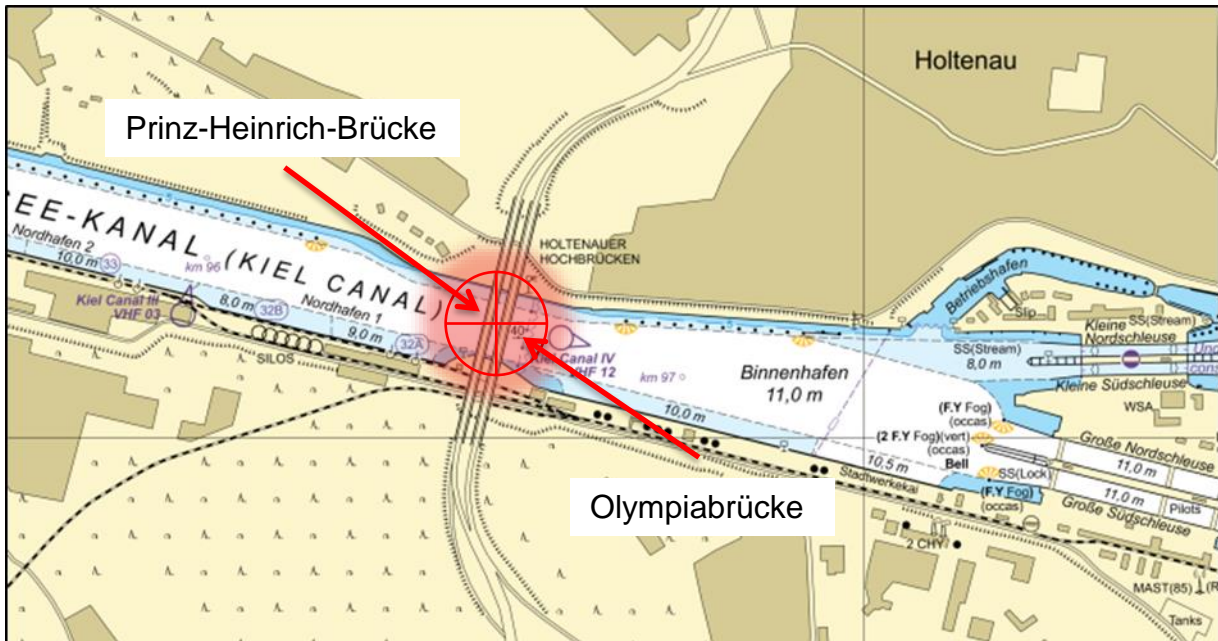 Holtenau
Prinz-Heinrich-Brücke
EE-KANAL (KIEL CANAL)
Nordhafen 2
10,0 m
33
km 96
HOLTENAUER
HOCHBRÜCKEN
Kiel Canal III
VHF 03
8,0 m
32B
Nordhafen 1
9,0 m
32A
SILOS
40
Kiel Canal IV
VHF 12
km 97
Binnenhafen
11,0 m
10,0 m
Betriebshafen
Slip
SS(Stream)
Kleine
Nordschleuse
SS(Stream)
8,0 m
Kleine Südschleuse
WSA
(F.Y Fog)
(occas)
(2 F.Y Fog)(vert)
(occas)
Bell
Große Nordschleuse
11,0 m
10,5 m
SS(Lock)
Stadtwerkekai
(F.Y Fog)
(occas)
11,0 m
Pilots
Große Südschleuse
Olympiabrücke
2 CHY
MAST(85)
Tanks